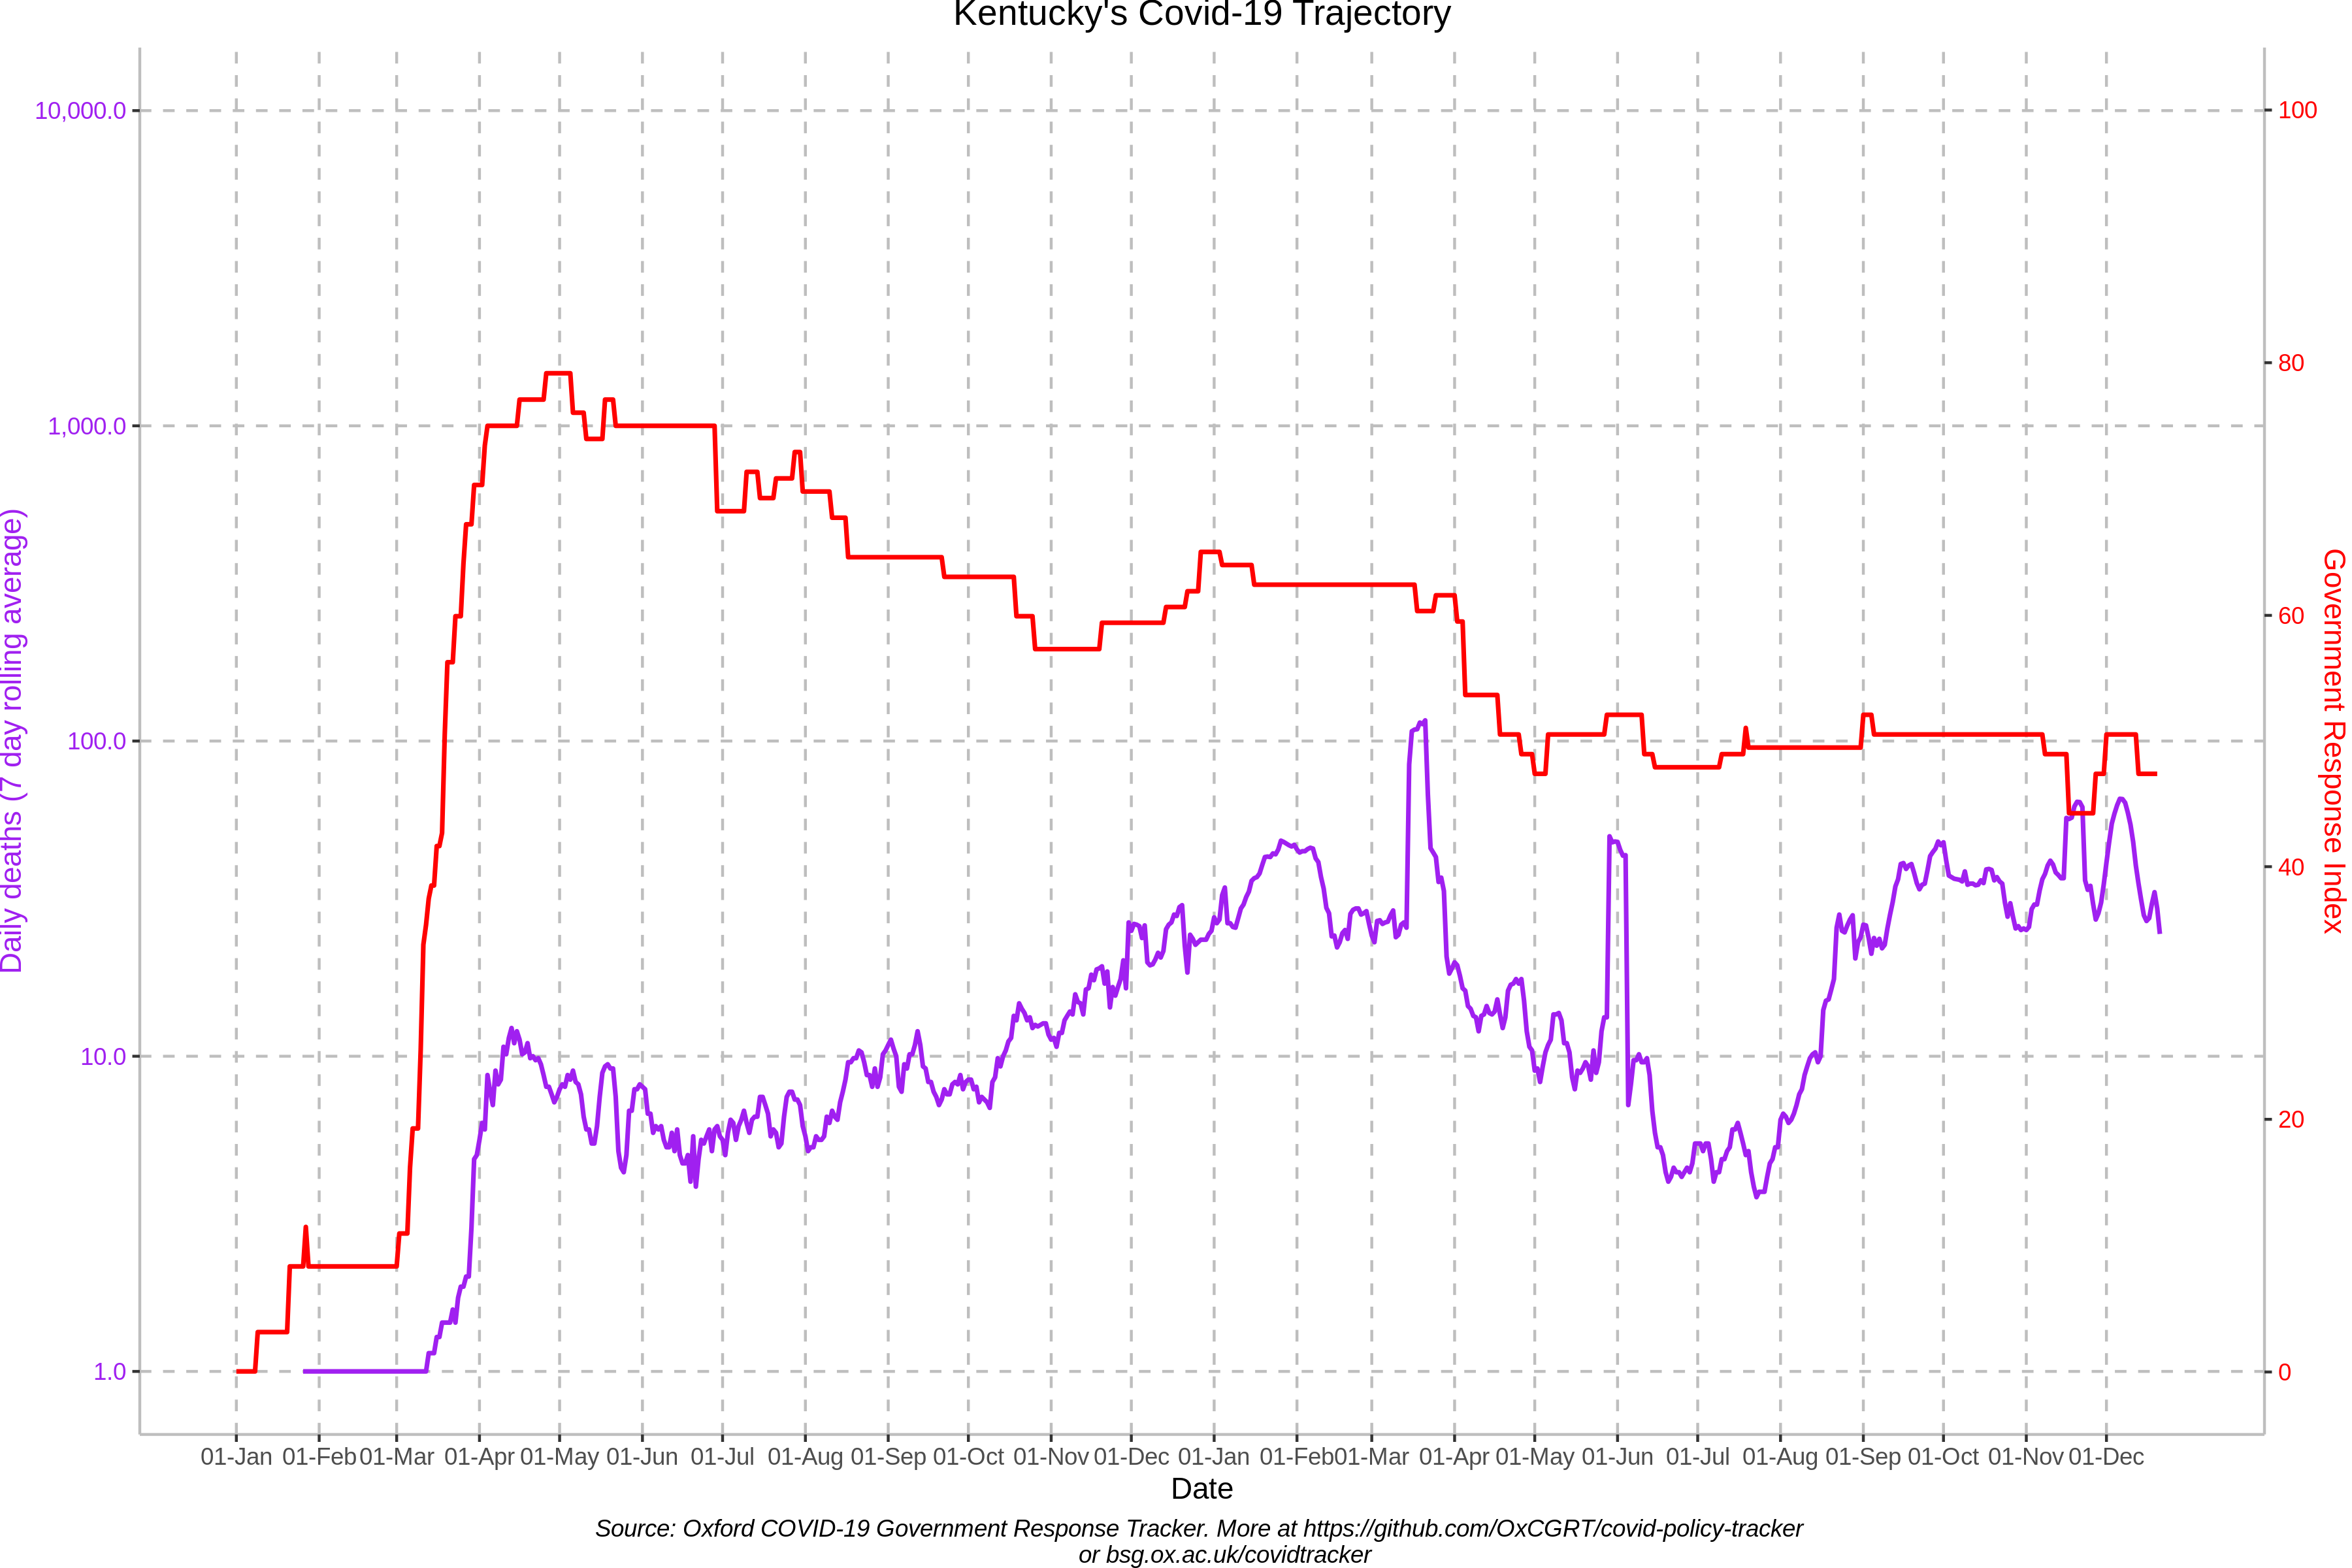 Kentucky's Covid-19 Trajectory
10,000.0
1,000.0
100.0
10.0
1.0
Daily deaths (7 day rolling average)
100
80
60
40
20
0
Government Response Index
01-Jan 01-Feb 01-Mar 01-Apr 01-May 01-Jun 01-Jul 01-Aug 01-Sep 01-Oct 01-Nov 01-Dec 01-Jan 01-Feb 01-Mar 01-Apr 01-May 01-Jun 01-Jul 01-Aug 01-Sep 01-Oct 01-Nov 01-Dec
Date
Source: Oxford COVID-19 Government Response Tracker. More at https://github.com/OxCGRT/covid-policy-tracker
or bsg.ox.ac.uk/covidtracker